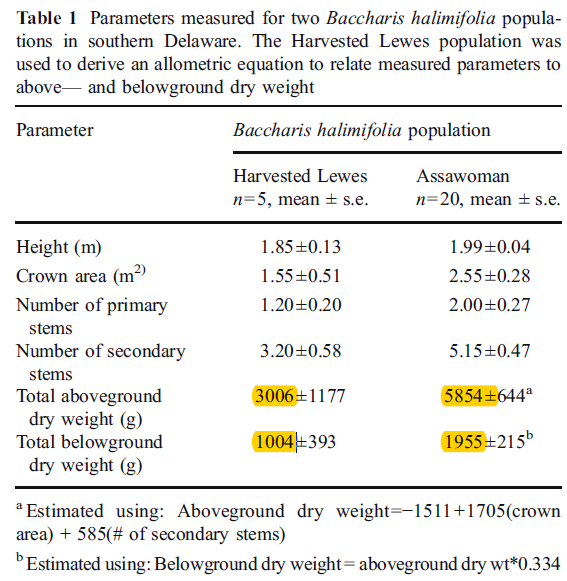 Table 1 Parameters measured for two Baccharis halimifolia popula-
tions in southern Delaware. The Harvested Lewes population was
used to derive an allometric equation to relate measured parameters to
above— and belowground dry weight
Parameter Baccharis halimifolia population
Harvested Lewes Assawoman
n=5, mean ± s.e. n=20, mean ± s.e.
Height (m) 1.85±0.13 1.99±0.04
Crown area (m²⁾ 1.55±0.51 2.55±0.28
Number of primary 1.20±0.20 2.00±0.27
stems
Number of secondary 3.20±0.58 5.15±0.47
stems
Total aboveground 3006±1177 5854±644ᵃ
dry weight (g)
Total belowground 1004±393 1955±215ᵇ
dry weight (g)
ᵃ Estimated using: Aboveground dry weight=−1511+1705(crown
area) + 585(# of secondary stems)
ᵇ Estimated using: Belowground dry weight = aboveground dry wt*0.334